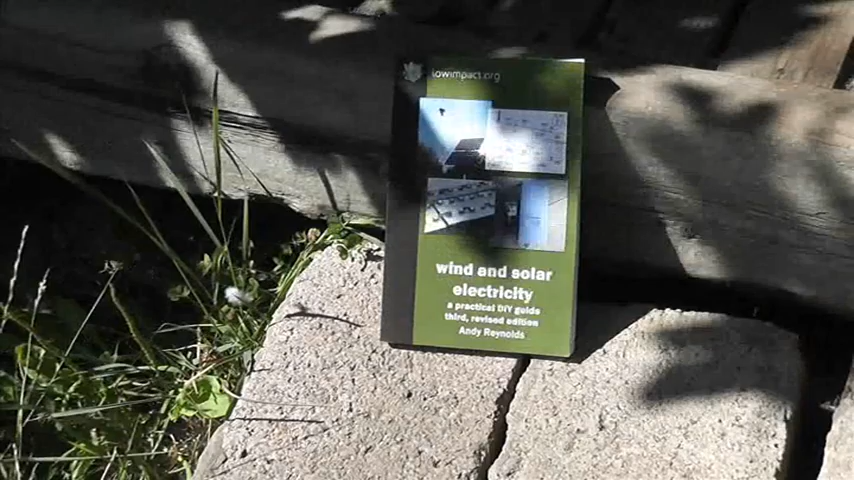 lowimpact.org
wind and solar
electricity
a practical DIY guide
third, revised edition
Andy Reynolds